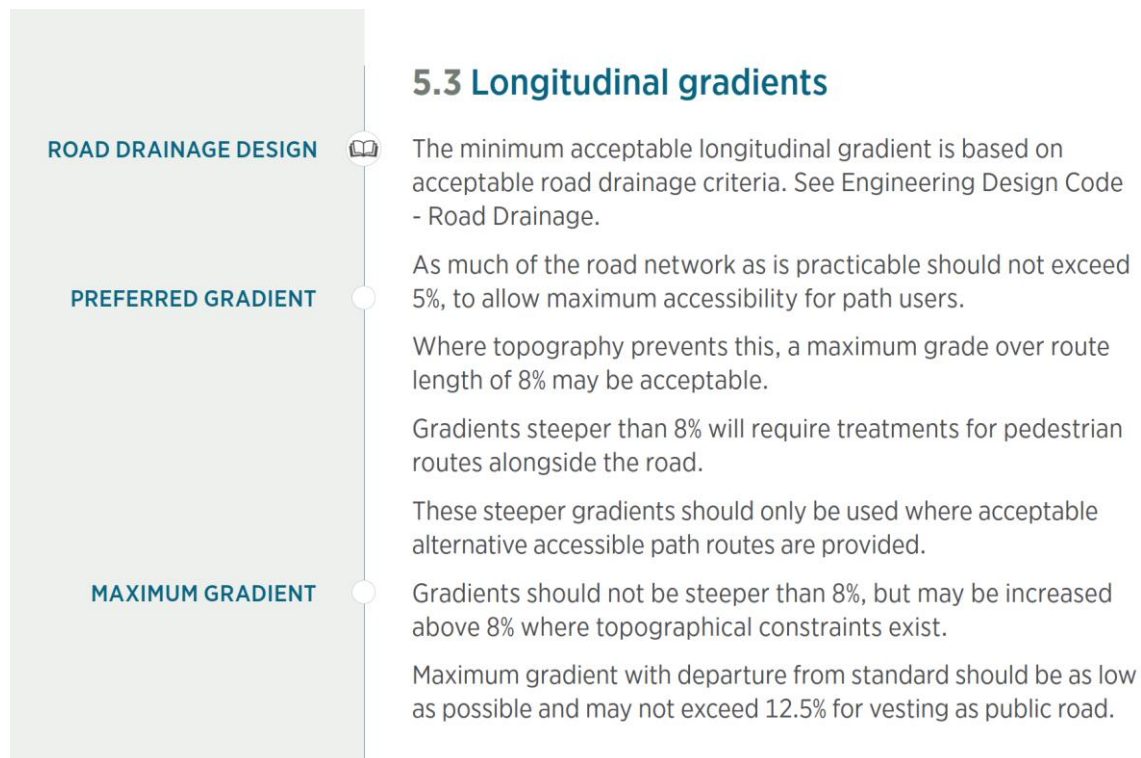 5.3 Longitudinal gradients
ROAD DRAINAGE DESIGN
The minimum acceptable longitudinal gradient is based on
acceptable road drainage criteria. See Engineering Design Code
- Road Drainage.
PREFERRED GRADIENT
As much of the road network as is practicable should not exceed
5%, to allow maximum accessibility for path users.
Where topography prevents this, a maximum grade over route
length of 8% may be acceptable.
Gradients steeper than 8% will require treatments for pedestrian
routes alongside the road.
These steeper gradients should only be used where acceptable
alternative accessible path routes are provided.
MAXIMUM GRADIENT
Gradients should not be steeper than 8%, but may be increased
above 8% where topographical constraints exist.
Maximum gradient with departure from standard should be as low
as possible and may not exceed 12.5% for vesting as public road.